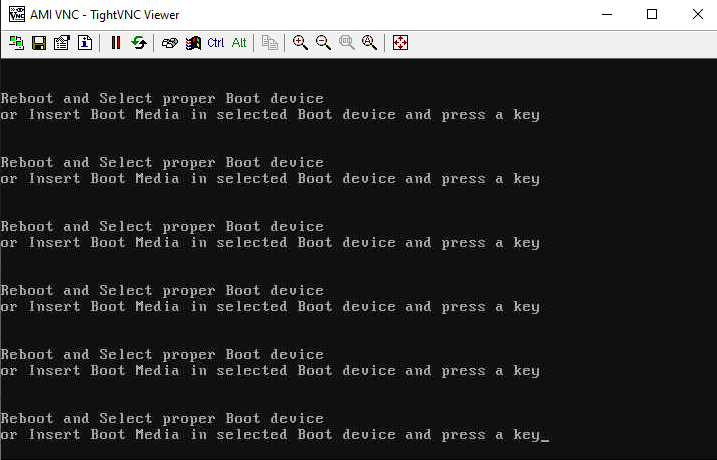 AMI VNC - TightVNC Viewer
Ctrl Alt
Reboot and Select proper Boot device
or Insert Boot Media in selected Boot device and press a key
Reboot and Select proper Boot device
or Insert Boot Media in selected Boot device and press a key
Reboot and Select proper Boot device
or Insert Boot Media in selected Boot device and press a key
Reboot and Select proper Boot device
or Insert Boot Media in selected Boot device and press a key
Reboot and Select proper Boot device
or Insert Boot Media in selected Boot device and press a key
Reboot and Select proper Boot device
or Insert Boot Media in selected Boot device and press a key_